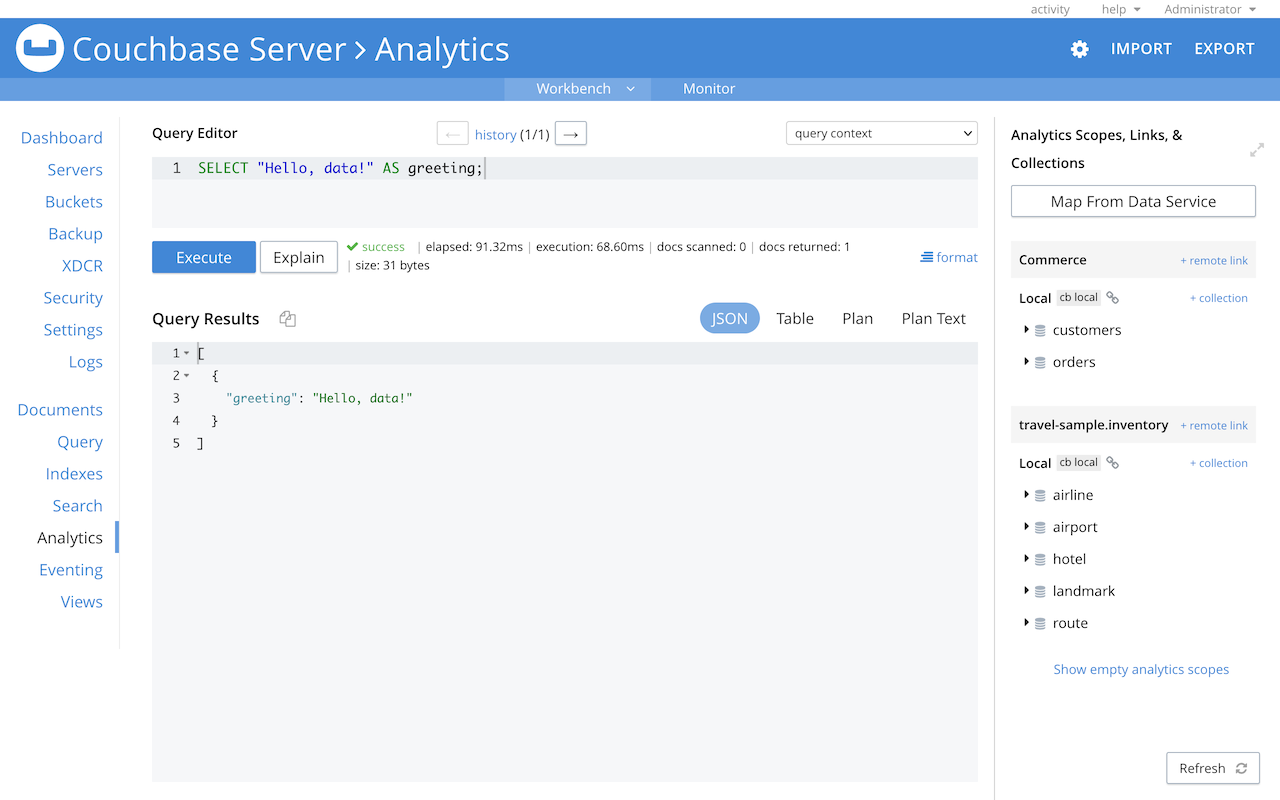 activity help Administrator
Couchbase Server > Analytics IMPORT EXPORT
Workbench Monitor
Dashboard
Servers
Buckets
Backup
XDCR
Security
Settings
Logs
Documents
Query
Indexes
Search
Analytics
Eventing
Views
Query Editor ← history (1/1) → query context
1 SELECT "Hello, data!" AS greeting;
Execute Explain success | elapsed: 91.32ms | execution: 68.60ms | docs scanned: 0 | docs returned: 1
| size: 31 bytes
format
Query Results JSON Table Plan Plan Text
1 [
2 {
3 "greeting": "Hello, data!"
4 }
5 ]
Analytics Scopes, Links, &
Collections
Map From Data Service
Commerce + remote link
Local cb local + collection
customers
orders
travel-sample.inventory + remote link
Local cb local + collection
airline
airport
hotel
landmark
route
Show empty analytics scopes
Refresh